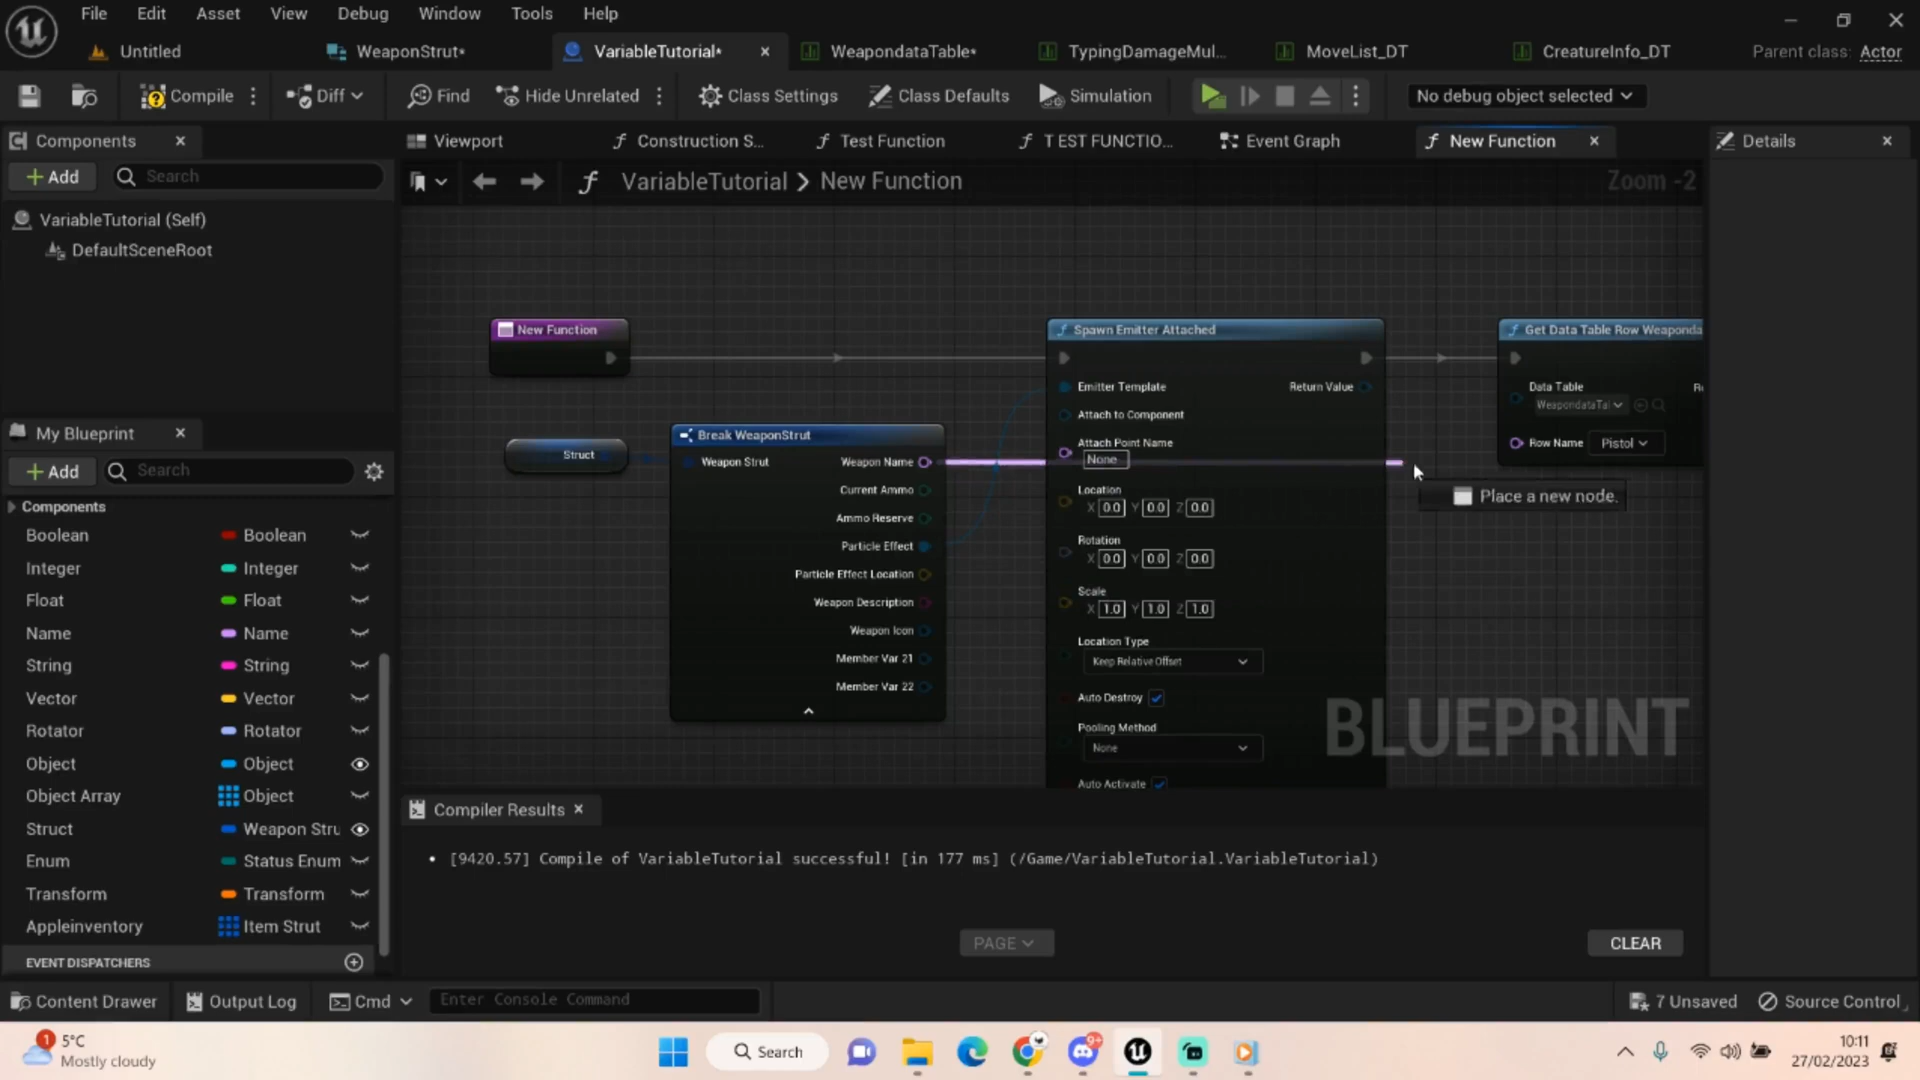 File Edit Asset View Debug Window Tools Help
Untitled WeaponStrut* VariableTutorial* WeapondataTable* TypingDamageMul... MoveList_DT CreatureInfo_DT Parent class: Actor
Compile Diff Find Hide Unrelated Class Settings Class Defaults Simulation No debug object selected
Components Viewport Construction S... Test Function T EST FUNCTIO... Event Graph New Function Details
Add Search VariableTutorial > New Function Zoom -2
VariableTutorial (Self)
DefaultSceneRoot
New Function
Struct
Break WeaponStrut
Weapon Strut Weapon Name
Current Ammo
Ammo Reserve
Particle Effect
Particle Effect Location
Weapon Description
Weapon Icon
Member Var 21
Member Var 22
Spawn Emitter Attached
Emitter Template Return Value
Attach to Component
Attach Point Name
None
Location
X 0.0 Y 0.0 Z 0.0
Rotation
X 0.0 Y 0.0 Z 0.0
Scale
X 1.0 Y 1.0 Z 1.0
Location Type
Keep Relative Offset
Auto Destroy
Pooling Method
None
Auto Activate
Get Data Table Row Weaponda
Data Table
WeapondataTal
Row Name Pistol
Place a new node.
BLUEPRINT
My Blueprint
Add Search
Components
Boolean Boolean
Integer Integer
Float Float
Name Name
String String
Vector Vector
Rotator Rotator
Object Object
Object Array Object
Struct Weapon Stru
Enum Status Enum
Transform Transform
Appleinventory Item Strut
EVENT DISPATCHERS
Compiler Results
[9420.57] Compile of VariableTutorial successful! [in 177 ms] (/Game/VariableTutorial.VariableTutorial)
PAGE CLEAR
Content Drawer Output Log Cmd Enter Console Command 7 Unsaved Source Control
1 5°C
Mostly cloudy
Search
9+
10:11
27/02/2023